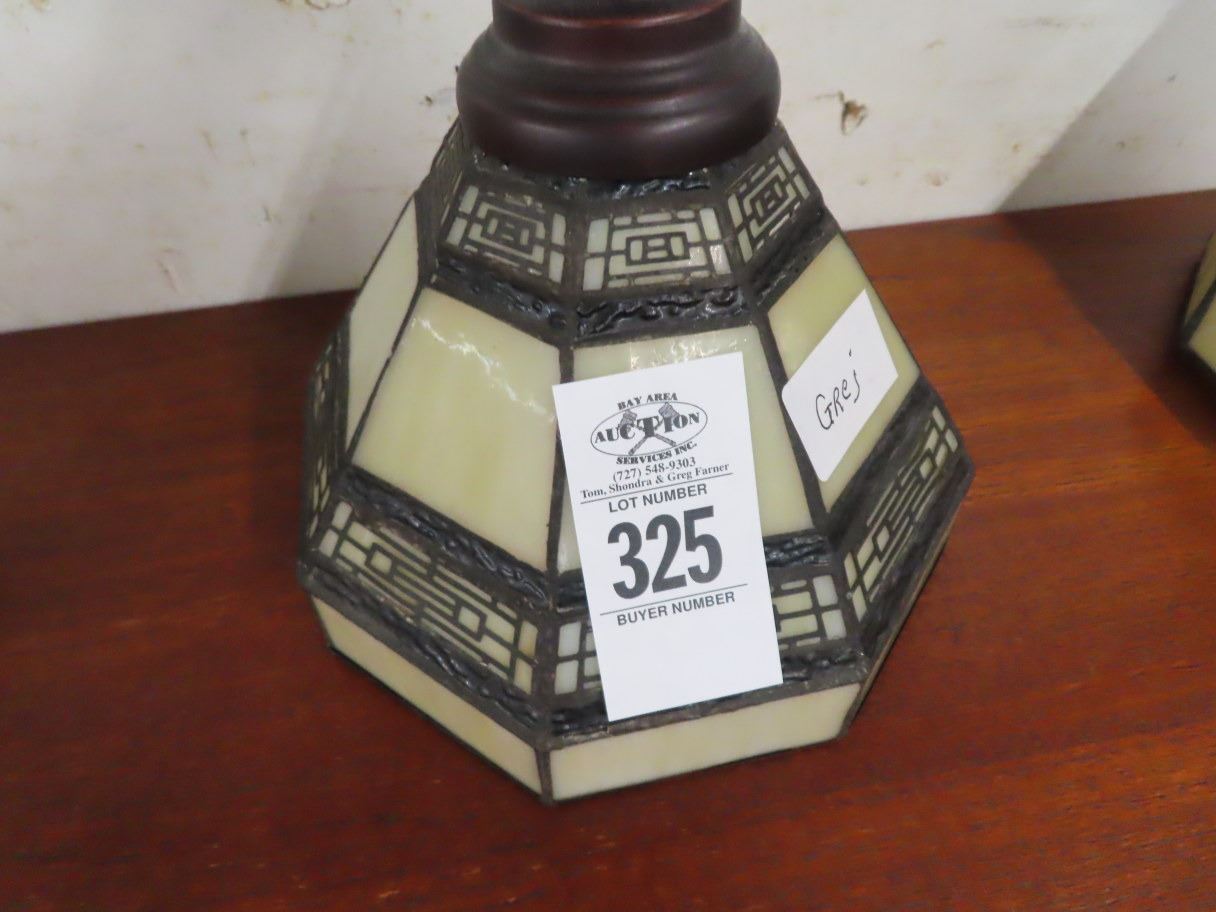 BAY AREA
AUCTION
SERVICES INC.
(727) 548-9303
Tom, Shondra & Greg Farner
LOT NUMBER
325
BUYER NUMBER
GRej